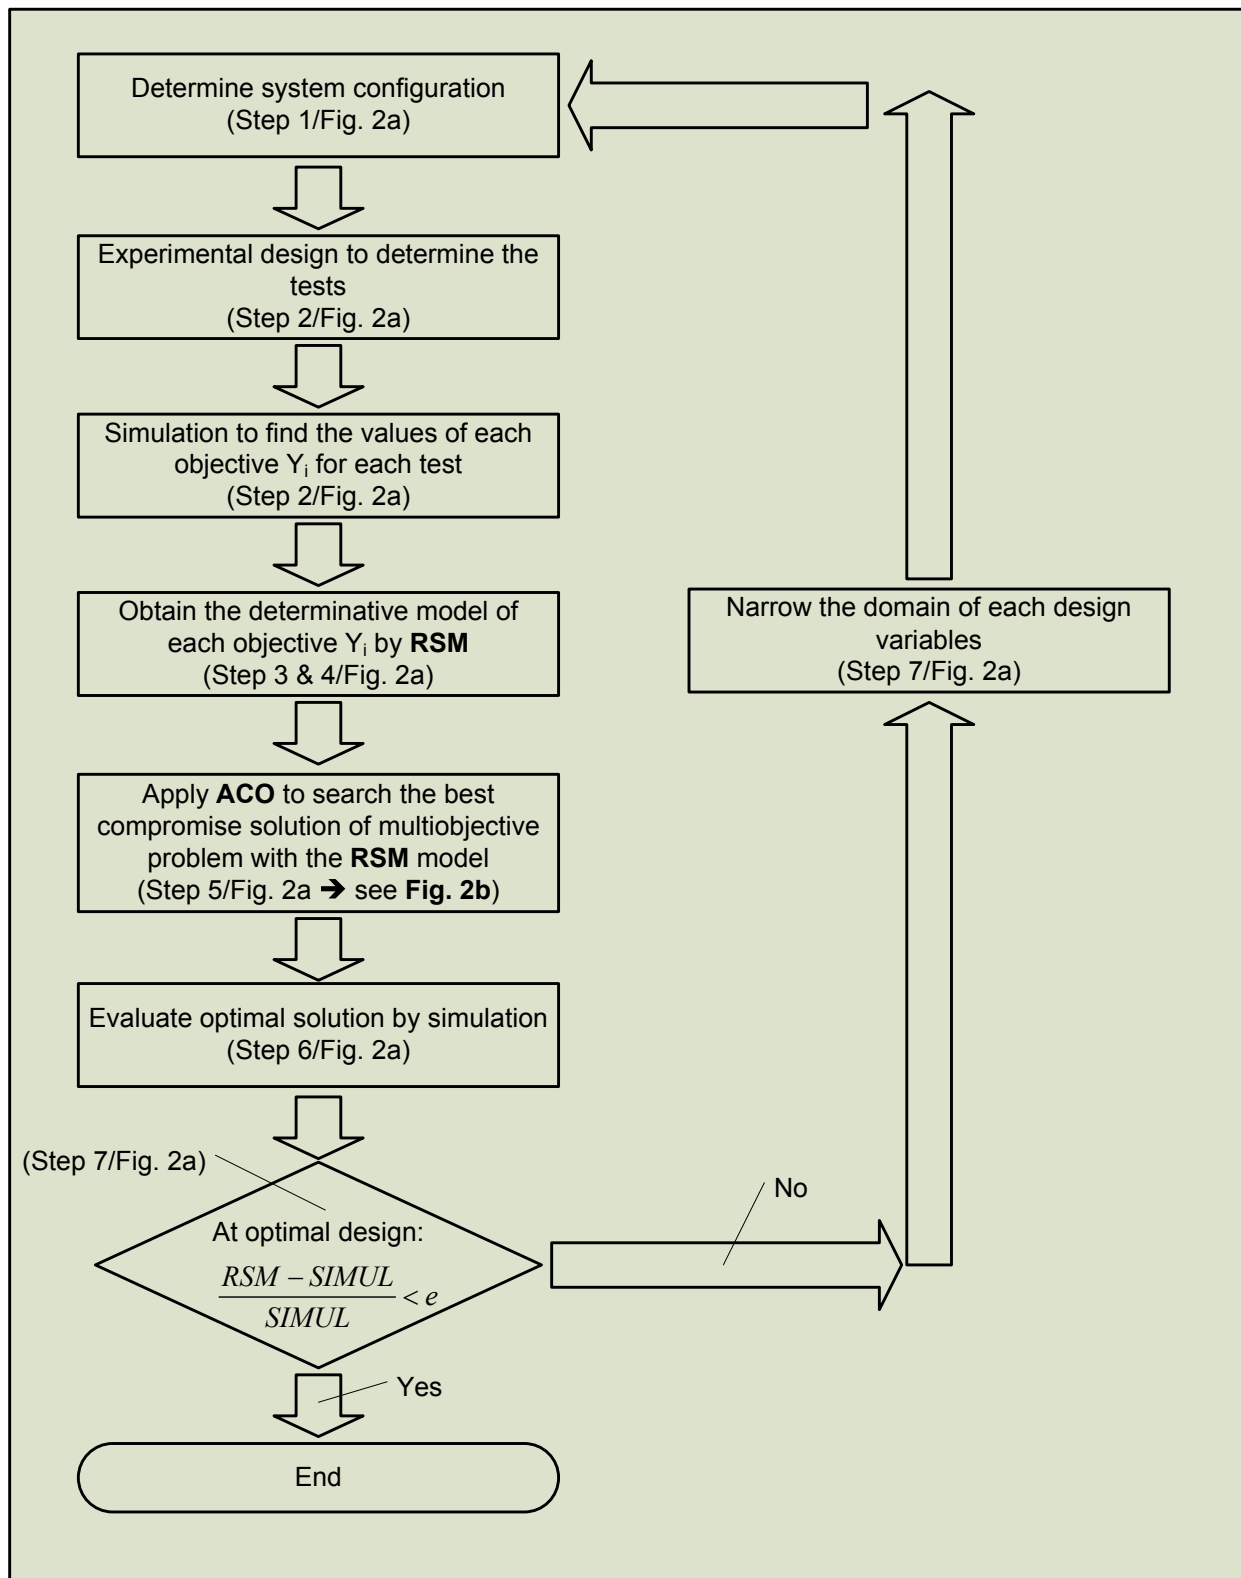 Determine system configuration
(Step 1/Fig. 2a)
Experimental design to determine the
tests
(Step 2/Fig. 2a)
Simulation to find the values of each
objective Yi for each test
(Step 2/Fig. 2a)
Obtain the determinative model of
each objective Yi by RSM
(Step 3 & 4/Fig. 2a)
Narrow the domain of each design
variables
(Step 7/Fig. 2a)
Apply ACO to search the best
compromise solution of multiobjective
problem with the RSM model
(Step 5/Fig. 2a ➔ see Fig. 2b)
Evaluate optimal solution by simulation
(Step 6/Fig. 2a)
(Step 7/Fig. 2a)
No
At optimal design:
RSM − SIMUL
< e
SIMUL
Yes
End